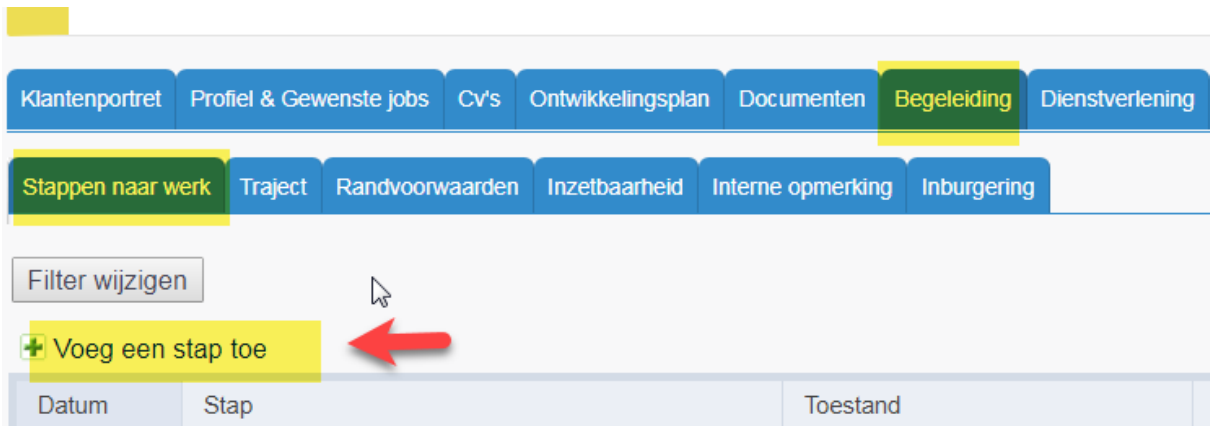 Klantenportret Profiel & Gewenste jobs Cv's Ontwikkelingsplan Documenten Begeleiding Dienstverlening
Stappen naar werk Traject Randvoorwaarden Inzetbaarheid Interne opmerking Inburgering
Filter wijzigen
Voeg een stap toe
Datum Stap Toestand